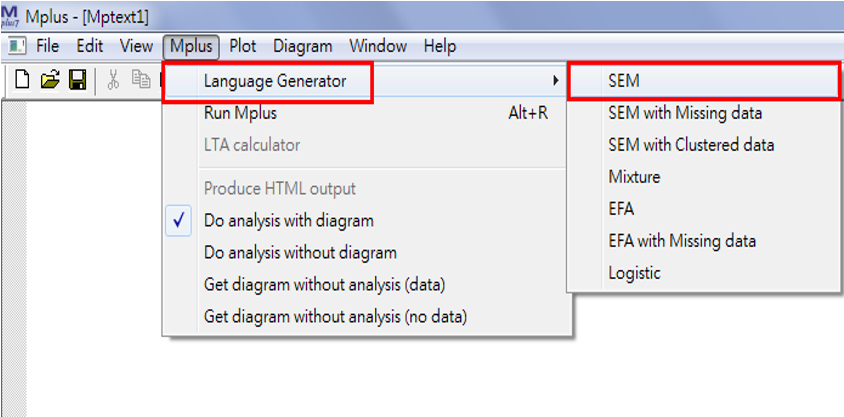 M
plus7 Mplus - [Mptext1]
File Edit View Mplus Plot Diagram Window Help
Language Generator
Run Mplus Alt+R
LTA calculator
Produce HTML output
Do analysis with diagram
Do analysis without diagram
Get diagram without analysis (data)
Get diagram without analysis (no data)
SEM
SEM with Missing data
SEM with Clustered data
Mixture
EFA
EFA with Missing data
Logistic